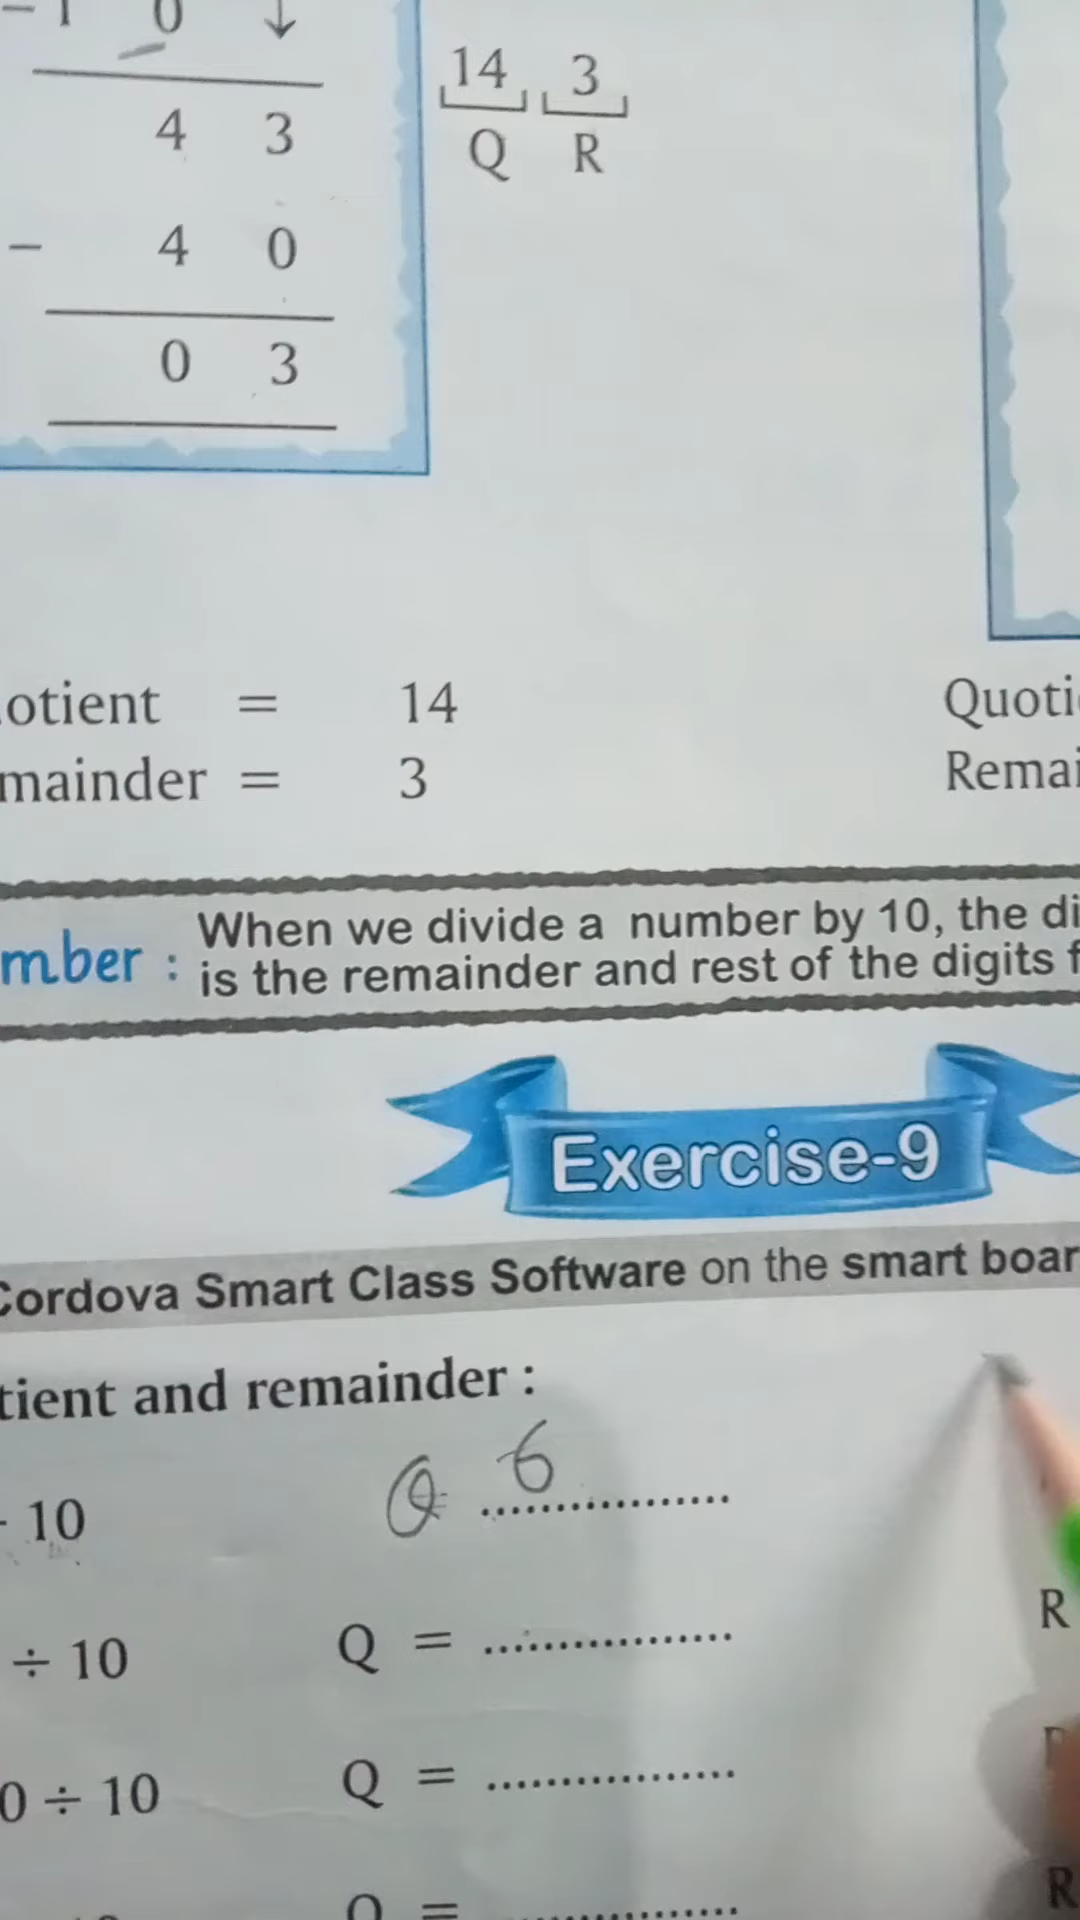 - 1 0 ↓
14 3
4 3
Q R
- 4 0
0 3
otient = 14
Quoti
mainder = 3
Remai
mber : When we divide a number by 10, the di
is the remainder and rest of the digits f
Exercise-9
Cordova Smart Class Software on the smart boar
tient and remainder :
- 10 Q 6 .................
÷ 10 Q = ................. R
0 ÷ 10 Q = .................
Q = ................. R